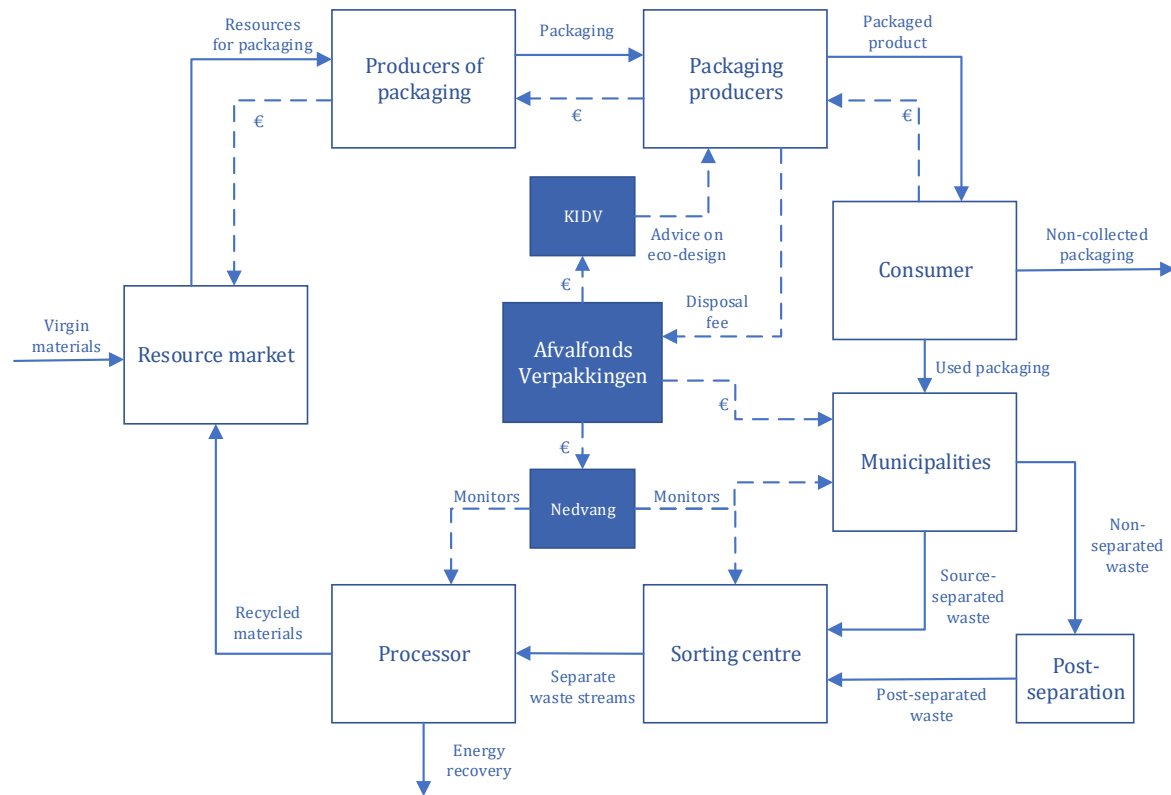 Resources
for packaging
Producers of
packaging
Packaging
Packaging
producers
Packaged
product
€
€
€
KIDV
Advice on
eco-design
Consumer
Non-collected
packaging
€
Disposal
fee
Virgin
materials
Resource market
Afvalfonds
Verpakkingen
Used packaging
€
€
Municipalities
Monitors
Nedvang
Monitors
Non-
separated
waste
Source-
separated
waste
Recycled
materials
Processor
Separate
waste streams
Sorting centre
Post-separated
waste
Post-
separation
Energy
recovery